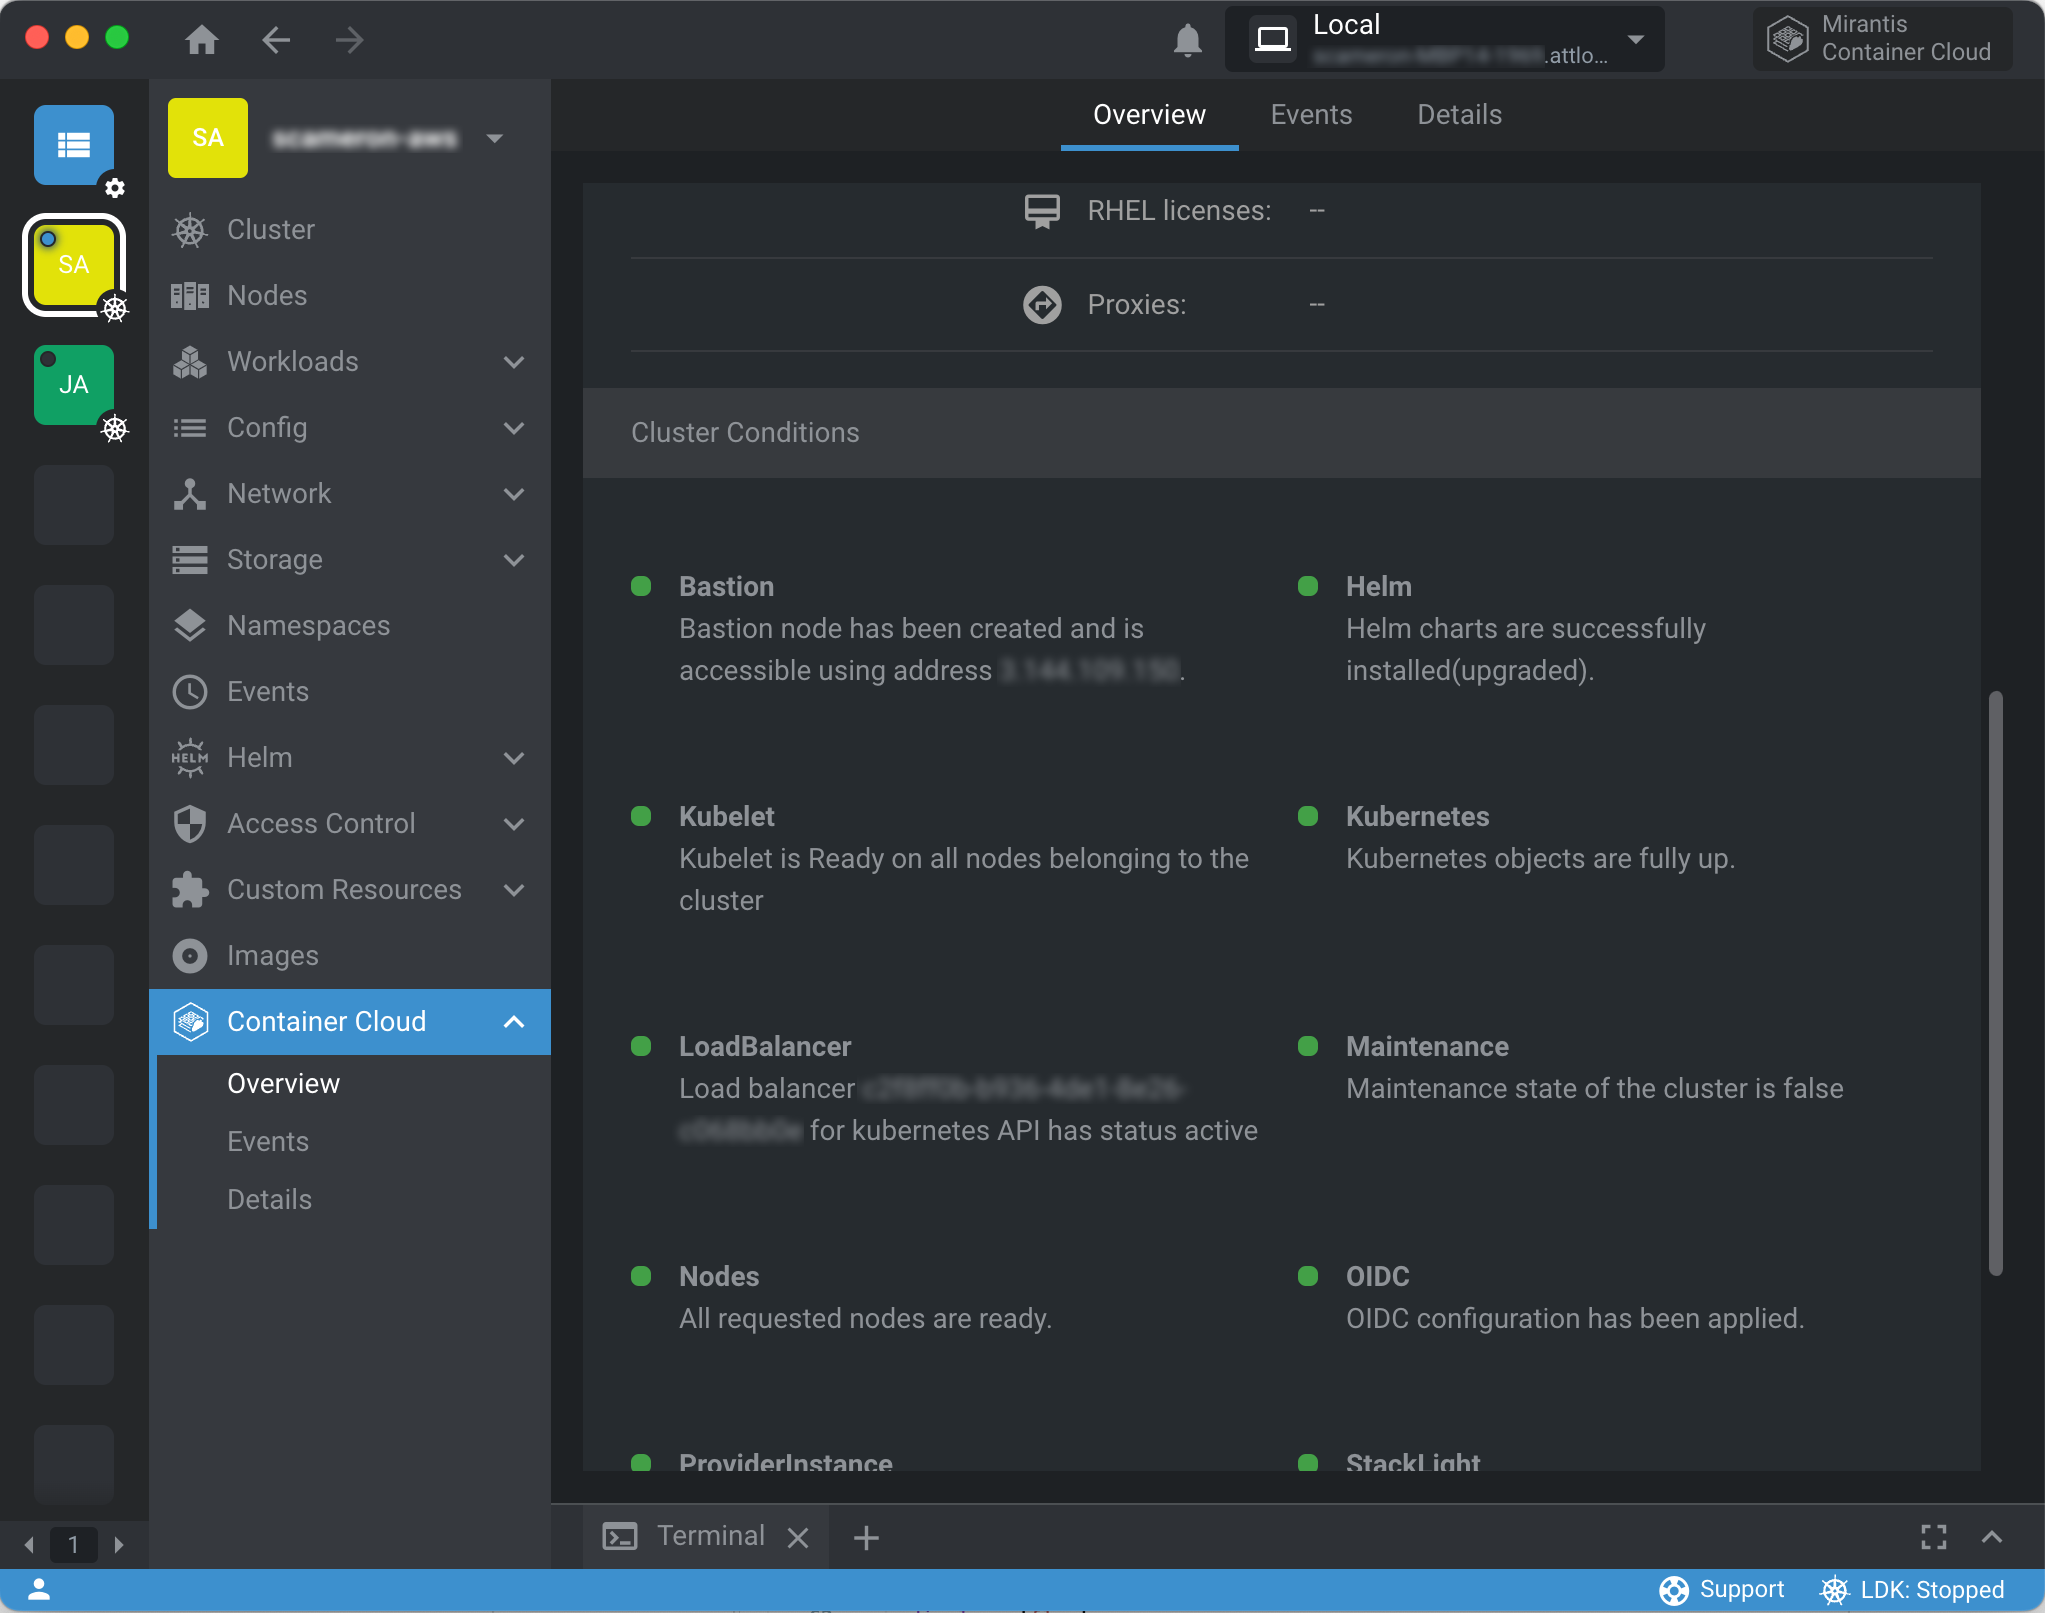 Local
.attlo...
Mirantis
Container Cloud
SA
SA
JA
1
SA
Cluster
Nodes
Workloads
Config
Network
Storage
Namespaces
Events
HELM
Helm
Access Control
Custom Resources
Images
Container Cloud
Overview
Events
Details
Overview
Events
Details
RHEL licenses: --
Proxies: --
Cluster Conditions
Bastion
Bastion node has been created and is
accessible using address .
Helm
Helm charts are successfully
installed(upgraded).
Kubelet
Kubelet is Ready on all nodes belonging to the
cluster
Kubernetes
Kubernetes objects are fully up.
LoadBalancer
Load balancer
for kubernetes API has status active
Maintenance
Maintenance state of the cluster is false
Nodes
All requested nodes are ready.
OIDC
OIDC configuration has been applied.
ProviderInstance
StackLight
Terminal
Support
LDK: Stopped